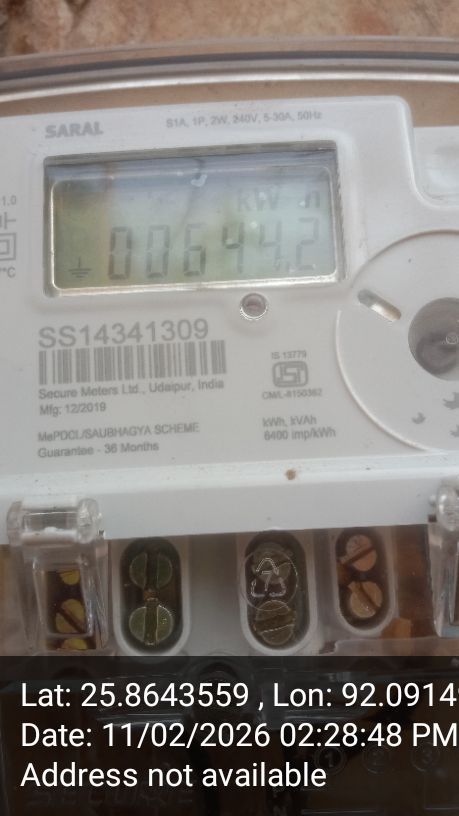 SARAL
S1A, 1P, 2W, 240V, 5-30A, 50Hz
kW h
00644.2
SS14341309
Secure Meters Ltd., Udaipur, India
Mfg: 12/2019
IS 13779
CM/L-8150362
MePDCL/SAUBHAGYA SCHEME
Guarantee - 36 Months
kWh, kVAh
6400 imp/kWh
Lat: 25.8643559 , Lon: 92.0914
Date: 11/02/2026 02:28:48 PM
Address not available